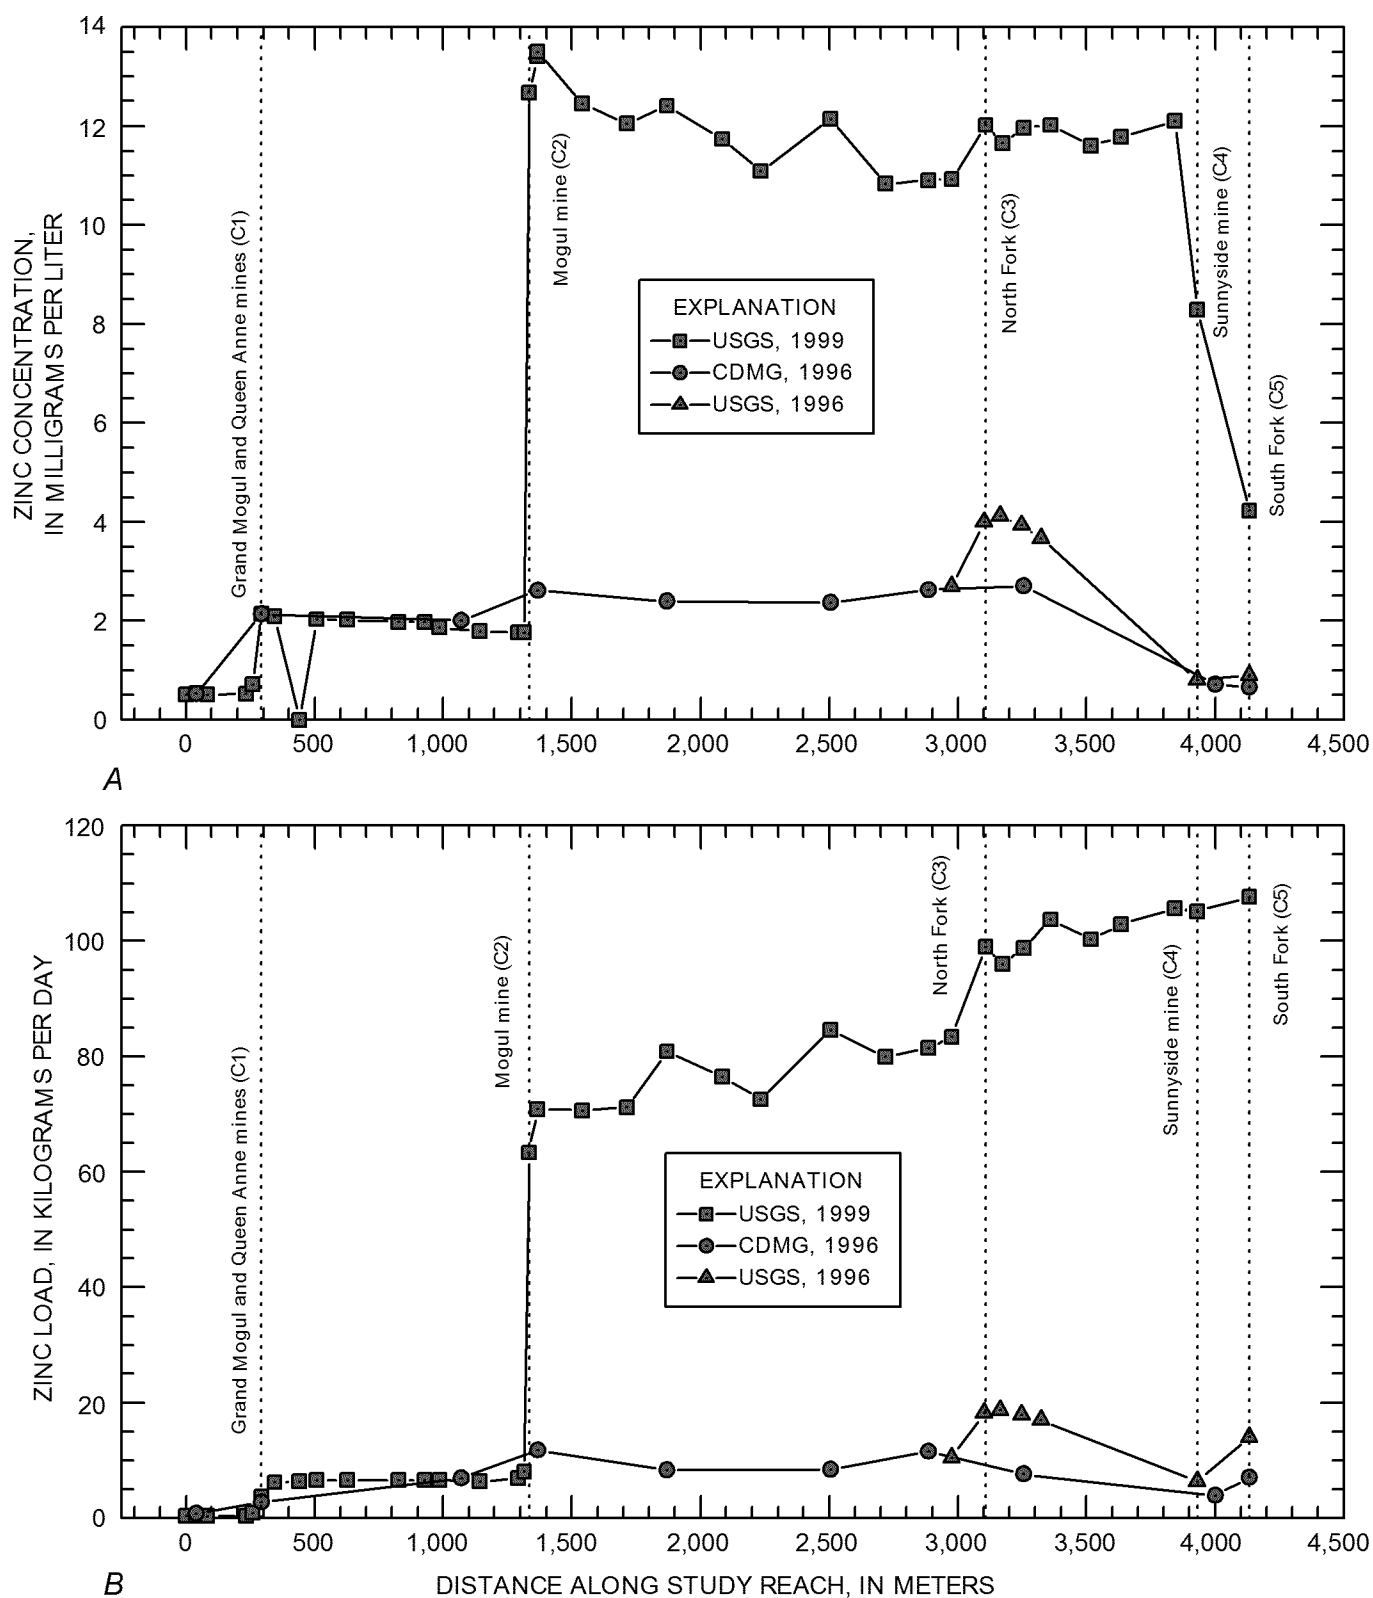 14
12
10
8
6
4
2
0
ZINC CONCENTRATION,
IN MILLIGRAMS PER LITER
Grand Mogul and Queen Anne mines (C1)
Mogul mine (C2)
North Fork (C3)
Sunnyside mine (C4)
South Fork (C5)
EXPLANATION
USGS, 1999
CDMG, 1996
USGS, 1996
0 500 1,000 1,500 2,000 2,500 3,000 3,500 4,000 4,500
A
120
100
80
60
40
20
0
ZINC LOAD, IN KILOGRAMS PER DAY
Grand Mogul and Queen Anne mines (C1)
Mogul mine (C2)
North Fork (C3)
Sunnyside mine (C4)
South Fork (C5)
EXPLANATION
USGS, 1999
CDMG, 1996
USGS, 1996
0 500 1,000 1,500 2,000 2,500 3,000 3,500 4,000 4,500
B
DISTANCE ALONG STUDY REACH, IN METERS